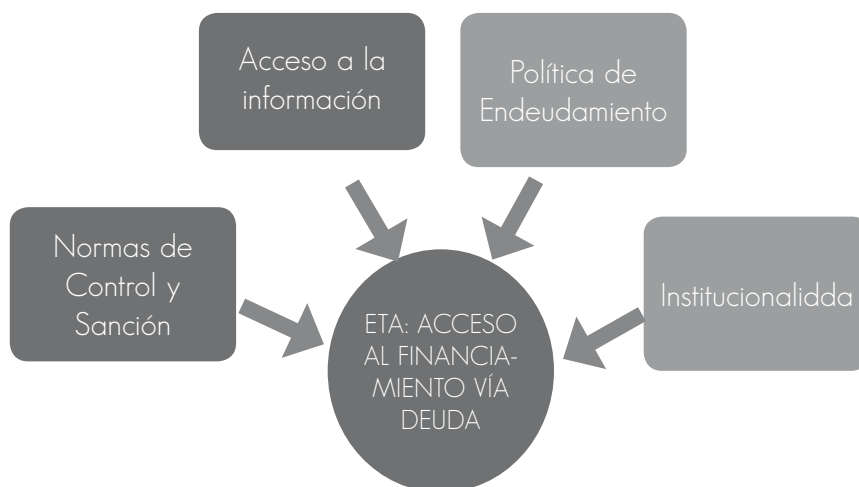 Acceso a la
información
Política de
Endeudamiento
Normas de
Control y
Sanción
Institucionalidda
ETA: ACCESO
AL FINANCIA-
MIENTO VÍA
DEUDA